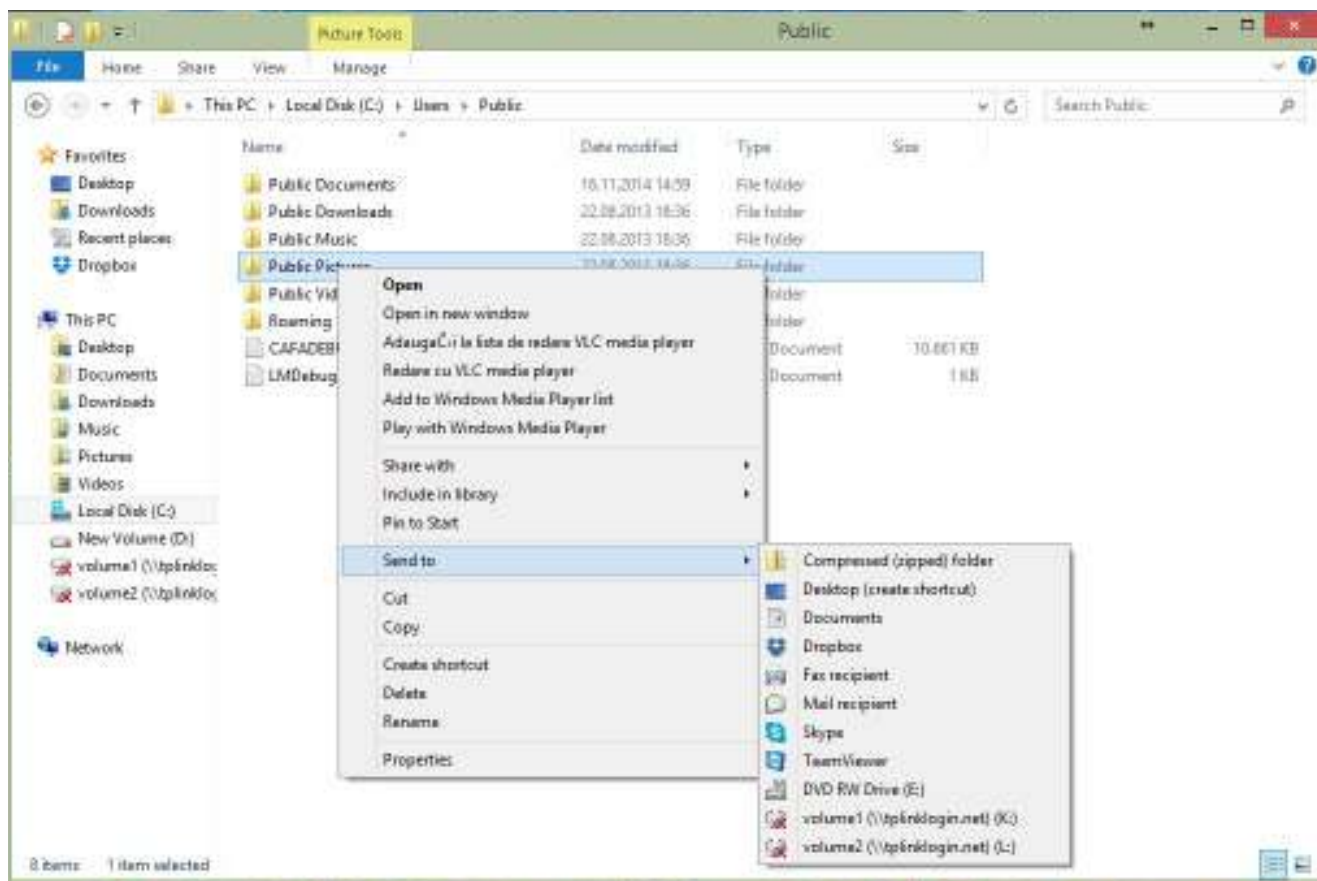 Picture Tools
Public
File Home Share View Manage
This PC Local Disk (C:) Users Public
Search Public
Name Date modified Type Size
Favorites
Desktop
Downloads
Recent places
Dropbox
This PC
Desktop
Documents
Downloads
Music
Pictures
Videos
Local Disk (C:)
New Volume (D:)
volume1 (\\tplinklo
volume2 (\\tplinklo
Network
Public Documents 16.11.2014 14:59 File folder
Public Downloads 22.08.2013 18:36 File folder
Public Music 22.08.2013 18:36 File folder
Public Pictures 22.08.2013 18:36 File folder
Public Vid folder
Roaming folder
CAFADEB Document 10.661 KB
LMDebug Document 1 KB
Open
Open in new window
AdaugaČ›i la lista de redare VLC media player
Redare cu VLC media player
Add to Windows Media Player list
Play with Windows Media Player
Share with
Include in library
Pin to Start
Send to
Cut
Copy
Create shortcut
Delete
Rename
Properties
Compressed (zipped) folder
Desktop (create shortcut)
Documents
Dropbox
Fax recipient
Mail recipient
Skype
TeamViewer
DVD RW Drive (E:)
volume1 (\\tplinklogin.net) (K:)
volume2 (\\tplinklogin.net) (L:)
8 items 1 item selected